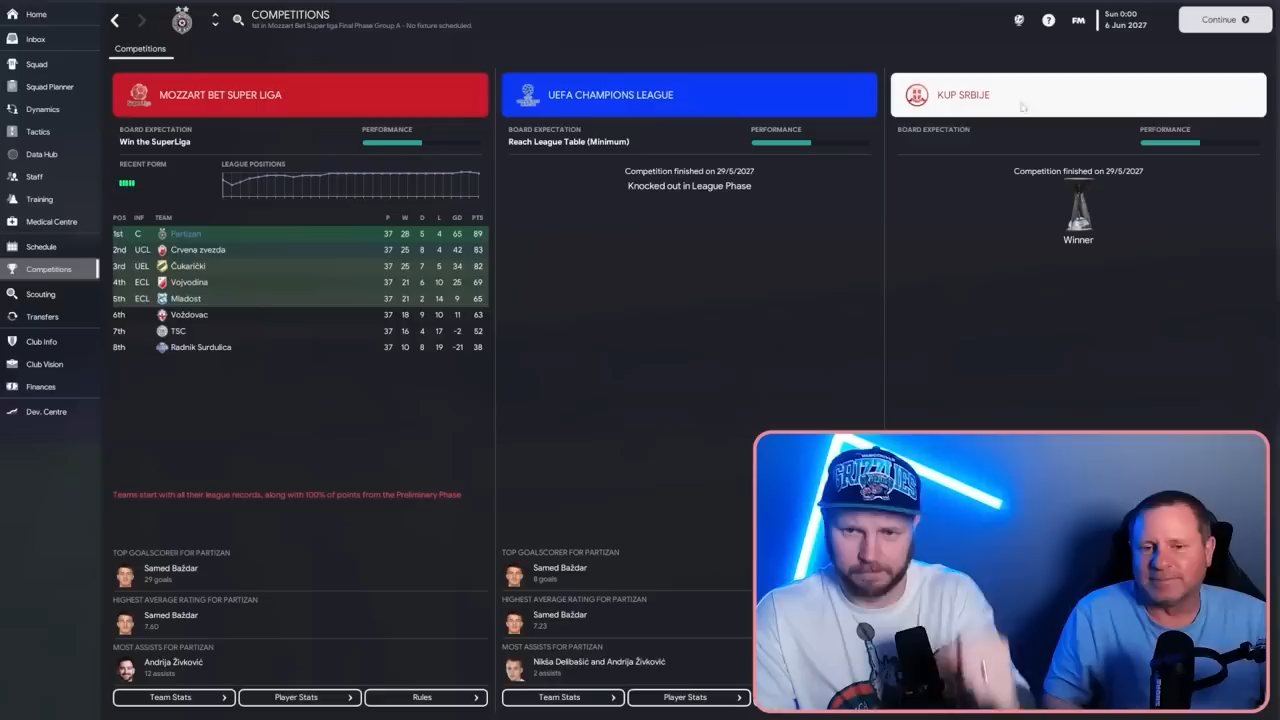 Home
Inbox
Squad
Squad Planner
Dynamics
Tactics
Data Hub
Staff
Training
Medical Centre
Schedule
Competitions
Scouting
Transfers
Club Info
Club Vision
Finances
Dev. Centre
COMPETITIONS
1st in Mozzart Bet Super liga Final Phase Group A - No fixture scheduled.
FM
Sun 0:00
6 Jun 2027
Continue
Competitions
MOZZART BET SUPER LIGA
BOARD EXPECTATION PERFORMANCE
Win the SuperLiga
RECENT FORM LEAGUE POSITIONS
POS INF TEAM P W D L GD PTS
1st C Partizan 37 28 5 4 65 89
2nd UCL Crvena zvezda 37 25 8 4 42 83
3rd UEL Čukarički 37 25 7 5 34 82
4th ECL Vojvodina 37 21 6 10 25 69
5th ECL Mladost 37 21 2 14 9 65
6th Voždovac 37 18 9 10 11 63
7th TSC 37 16 4 17 -2 52
8th Radnik Surdulica 37 10 8 19 -21 38
Teams start with all their league records, along with 100% of points from the Preliminery Phase
TOP GOALSCORER FOR PARTIZAN
Samed Baždar
29 goals
HIGHEST AVERAGE RATING FOR PARTIZAN
Samed Baždar
7.60
MOST ASSISTS FOR PARTIZAN
Andrija Živković
12 assists
Team Stats
Player Stats
Rules
UEFA CHAMPIONS LEAGUE
BOARD EXPECTATION PERFORMANCE
Reach League Table (Minimum)
Competition finished on 29/5/2027
Knocked out in League Phase
TOP GOALSCORER FOR PARTIZAN
Samed Baždar
8 goals
HIGHEST AVERAGE RATING FOR PARTIZAN
Samed Baždar
7.23
MOST ASSISTS FOR PARTIZAN
Nikša Delibašić and Andrija Živković
2 assists
Team Stats
Player Stats
KUP SRBIJE
BOARD EXPECTATION PERFORMANCE
Competition finished on 29/5/2027
Winner
GRIZZLIES